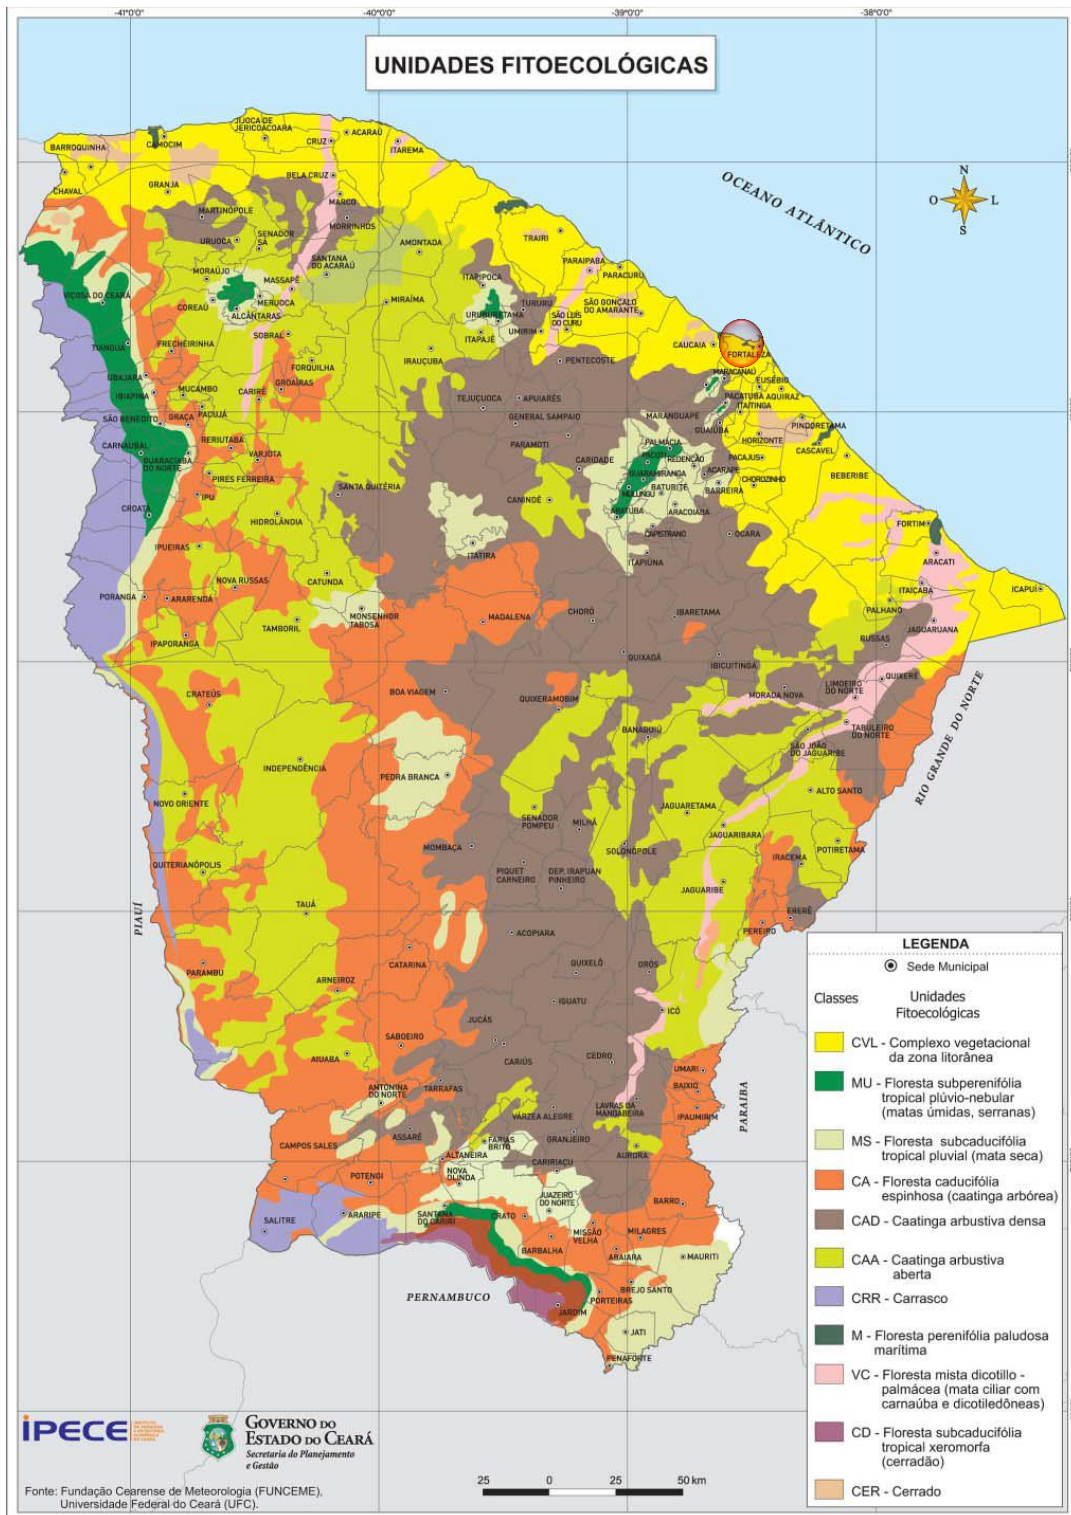 -41°0'0"
-40°0'0"
-39°0'0"
-38°0'0"
UNIDADES FITOECOLÓGICAS
OCEANO ATLÂNTICO
N
O
L
S
JIJOCA DE
JERICOACOARA
ACARAÚ
CRUZ
ITAREMA
BARROQUINHA
CAMOCIM
CHAVAL
GRANJA
BELA CRUZ
MARCO
MARTINÓPOLE
MORRINHOS
URUOCA
SENADOR
SÁ
AMONTADA
SANTANA
DO ACARAÚ
TRAIRI
PARAIPABA
PARACURU
MORAÚJO
MASSAPÊ
ITAPIPOCA
VIÇOSA DO CEARÁ
COREAÚ
MERUOCA
ALCÂNTARAS
MIRAÍMA
TURURU
SÃO GONÇALO
DO AMARANTE
URUBURETAMA
UMIRIM
SÃO LUÍS
DO CURU
TIANGUÁ
FRECHEIRINHA
SOBRAL
ITAPAJÉ
CAUCAIA
FORTALEZA
IRAUÇUBA
PENTECOSTE
FORQUILHA
UBAJARA
IBIAPINA
MUCAMBO
GROAÍRAS
MARACANAÚ
EUSÉBIO
PACATUBA
AQUIRAZ
ITAITINGA
CARIRÉ
TEJUÇUOCA
APUIARÉS
SÃO BENEDITO
GRAÇA
PACUJÁ
GENERAL SAMPAIO
MARANGUAPE
GUAIÚBA
PINDORETAMA
CARNAUBAL
RERIUTABA
PARAMOTI
PALMÁCIA
HORIZONTE
CASCAVEL
GUARACIABA
DO NORTE
VARJOTA
CARIDADE
PACOTI
REDENÇÃO
PACAJUS
PIRES FERREIRA
GUARAMIRANGA
ACARAPE
CHOROZINHO
BEBERIBE
SANTA QUITÉRIA
MULUNGU
BATURITÉ
BARREIRA
IPU
CANINDÉ
ARATUBA
ARACOIABA
CROATÁ
HIDROLÂNDIA
CAPISTRANO
OCARA
FORTIM
IPUEIRAS
ITATIRA
ITAPIÚNA
ARACATI
NOVA RUSSAS
CATUNDA
ITAIÇABA
ICAPUÍ
PORANGA
ARARENDÁ
MONSENHOR
TABOSA
MADALENA
CHORÓ
IBARETAMA
PALHANO
TAMBORIL
JAGUARUANA
IPAPORANGA
RUSSAS
QUIXADÁ
IBICUITINGA
CRATEÚS
BOA VIAGEM
QUIXERAMOBIM
MORADA NOVA
LIMOEIRO
DO NORTE
QUIXERÉ
TABULEIRO
DO NORTE
BANABUIÚ
SÃO JOÃO
DO JAGUARIBE
RIO GRANDE DO NORTE
INDEPENDÊNCIA
PEDRA BRANCA
NOVO ORIENTE
ALTO SANTO
SENADOR
POMPEU
JAGUARETAMA
MILHÃ
JAGUARIBARA
MOMBAÇA
SOLONÓPOLE
POTIRETAMA
QUITERIANÓPOLIS
IRACEMA
PIQUET
CARNEIRO
DEP. IRAPUAN
PINHEIRO
JAGUARIBE
TAUÁ
ERERÊ
PIAUÍ
ACOPIARA
PEREIRO
CATARINA
PARAMBU
QUIXELÔ
ORÓS
ARNEIROZ
IGUATU
JUCÁS
ICÓ
SABOEIRO
CARIÚS
CEDRO
AIUABA
UMARI
BAIXIO
TARRAFAS
ANTONINA
DO NORTE
LAVRAS DA
MANGABEIRA
IPAUMIRIM
VÁRZEA ALEGRE
PARAIBA
ASSARÉ
GRANJEIRO
CAMPOS SALES
FARIAS
BRITO
AURORA
ALTANEIRA
CARIRIAÇU
POTENGI
NOVA
OLINDA
JUAZEIRO
DO NORTE
BARRO
SALITRE
ARARIPE
SANTANA
DO CARIRI
CRATO
MISSÃO
VELHA
MILAGRES
BARBALHA
ABAIARA
MAURITI
PERNAMBUCO
BREJO SANTO
PORTEIRAS
JARDIM
JATI
PENAFORTE
LEGENDA
Sede Municipal
Classes
Unidades
Fitoecológicas
CVL - Complexo vegetacional
da zona litorânea
MU - Floresta subperenifólia
tropical plúvio-nebular
(matas úmidas, serranas)
MS - Floresta subcaducifólia
tropical pluvial (mata seca)
CA - Floresta caducifólia
espinhosa (caatinga arbórea)
CAD - Caatinga arbustiva densa
CAA - Caatinga arbustiva
aberta
CRR - Carrasco
M - Floresta perenifólia paludosa
marítima
VC - Floresta mista dicotillo -
palmácea (mata ciliar com
carnaúba e dicotiledôneas)
CD - Floresta subcaducifólia
tropical xeromorfa
(cerradão)
CER - Cerrado
IPECE
GOVERNO DO
ESTADO DO CEARÁ
Secretaria do Planejamento
e Gestão
25 0 25 50 km
Fonte: Fundação Cearense de Meteorologia (FUNCEME),
Universidade Federal do Ceará (UFC).